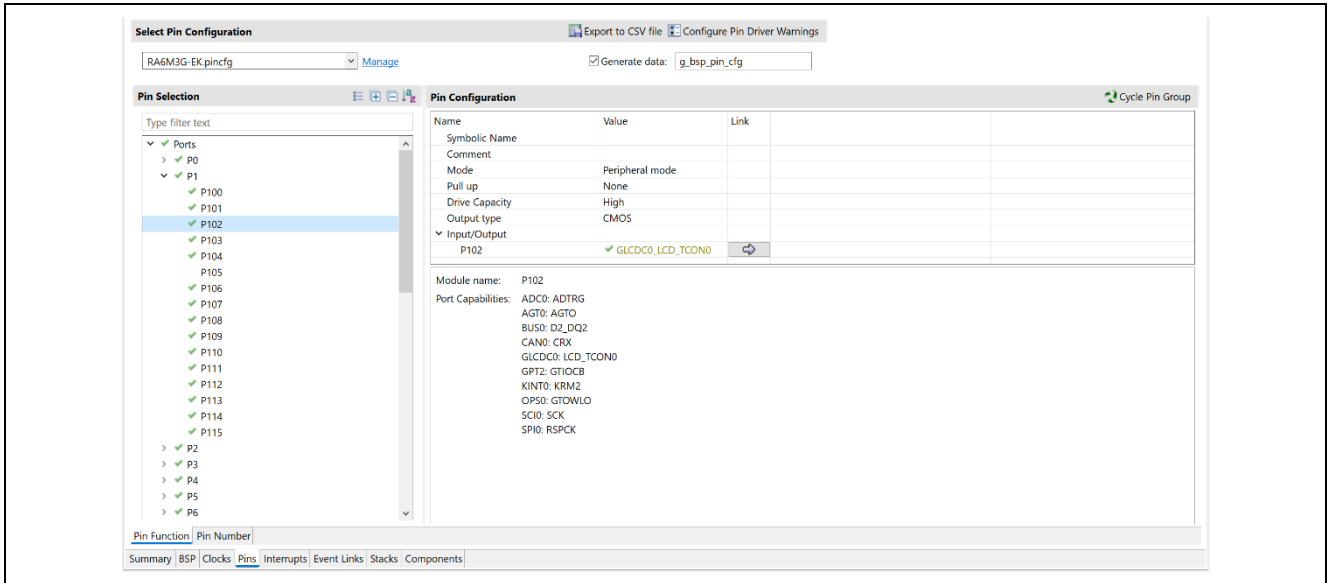 Select Pin Configuration
Export to CSV file Configure Pin Driver Warnings
RA6M3G-EK.pincfg Manage
Generate data: g_bsp_pin_cfg
Pin Selection
Type filter text
Ports
P0
P1
P100
P101
P102
P103
P104
P105
P106
P107
P108
P109
P110
P111
P112
P113
P114
P115
P2
P3
P4
P5
P6
Pin Function Pin Number
Pin Configuration
Cycle Pin Group
Name Value Link
Symbolic Name
Comment
Mode Peripheral mode
Pull up None
Drive Capacity High
Output type CMOS
Input/Output
P102 GLCDC0_LCD_TCON0
Module name: P102
Port Capabilities: ADC0: ADTRG
AGT0: AGTO
BUS0: D2_DQ2
CAN0: CRX
GLCDC0: LCD_TCON0
GPT2: GTIOCB
KINT0: KRM2
OPS0: GTOWLO
SCI0: SCK
SPI0: RSPCK
Summary BSP Clocks Pins Interrupts Event Links Stacks Components